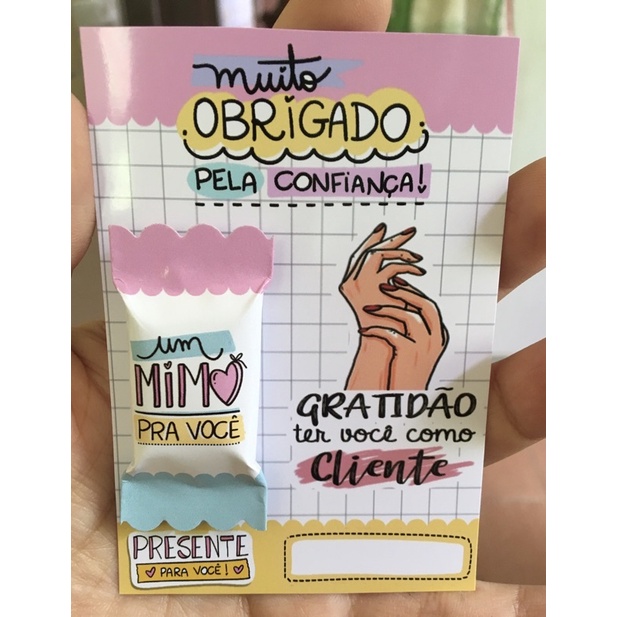 muito
OBRIGADO
PELA CONFIANÇA!
um
MIMO
PRA VOCÊ
GRATIDÃO
ter você como
Cliente
PRESENTE
PARA VOCÊ!